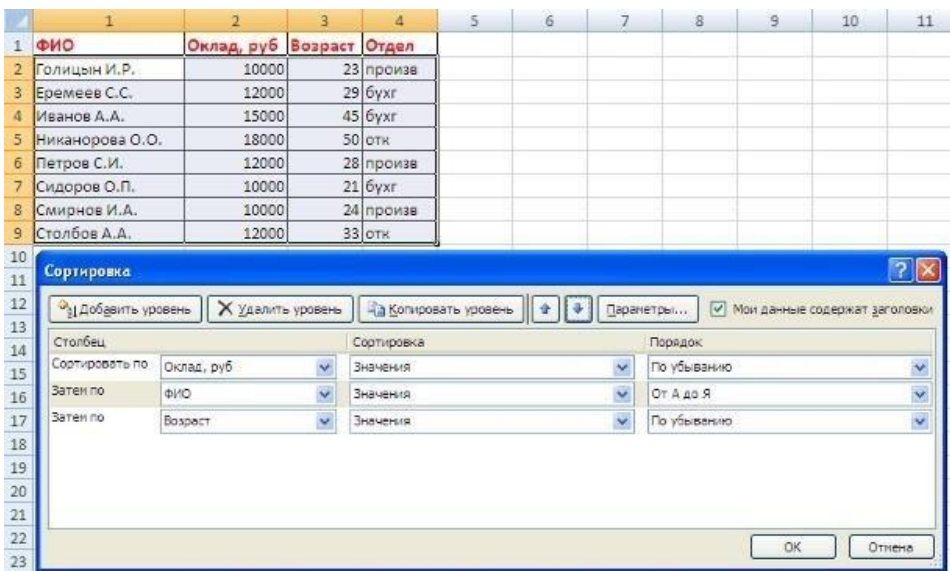 1 2 3 4 5 6 7 8 9 10 11
1 ФИО Оклад, руб Возраст Отдел
2 Голицын И.Р. 10000 23 произв
3 Еремеев С.С. 12000 29 бухг
4 Иванов А.А. 15000 45 бухг
5 Никанорова О.О. 18000 50 отк
6 Петров С.И. 12000 28 произв
7 Сидоров О.П. 10000 21 бухг
8 Смирнов И.А. 10000 24 произв
9 Столбов А.А. 12000 33 отк
10
11
12
13
14
15
16
17
18
19
20
21
22
23
Сортировка
Добавить уровень Удалить уровень Копировать уровень Параметры... Мои данные содержат заголовки
Столбец Сортировка Порядок
Сортировать по Оклад, руб Значения По убыванию
Затем по ФИО Значения От А до Я
Затем по Возраст Значения По убыванию
ОК Отмена